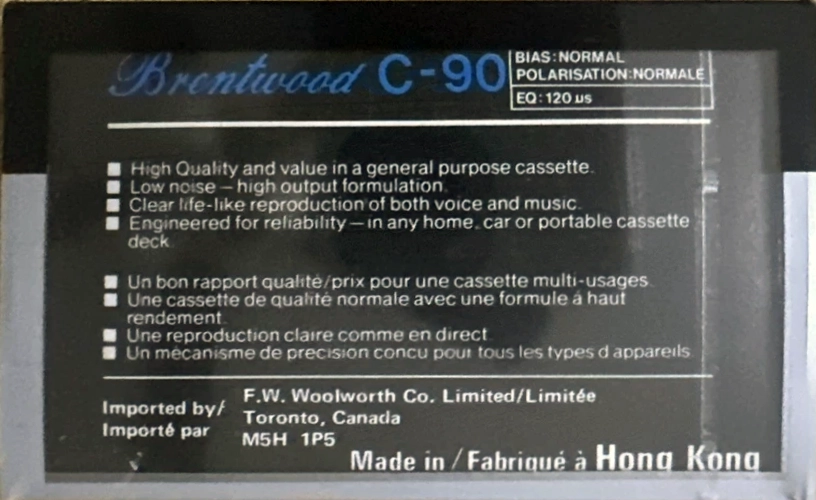 Brentwood C-90
BIAS:NORMAL
POLARISATION:NORMALE
EQ:120 us
■ High Quality and value in a general purpose cassette.
■ Low noise – high output formulation.
■ Clear life-like reproduction of both voice and music.
■ Engineered for reliability – in any home, car or portable cassette
deck.
■ Un bon rapport qualité/prix pour une cassette multi-usages.
■ Une cassette de qualité normale avec une formule à haut
rendement.
■ Une reproduction claire comme en direct.
■ Un mécanisme de precision concu pour tous les types d appareils
Imported by/
Importé par
F.W. Woolworth Co. Limited/Limitée
Toronto, Canada
M5H 1P5
Made in / Fabriqué à Hong Kong